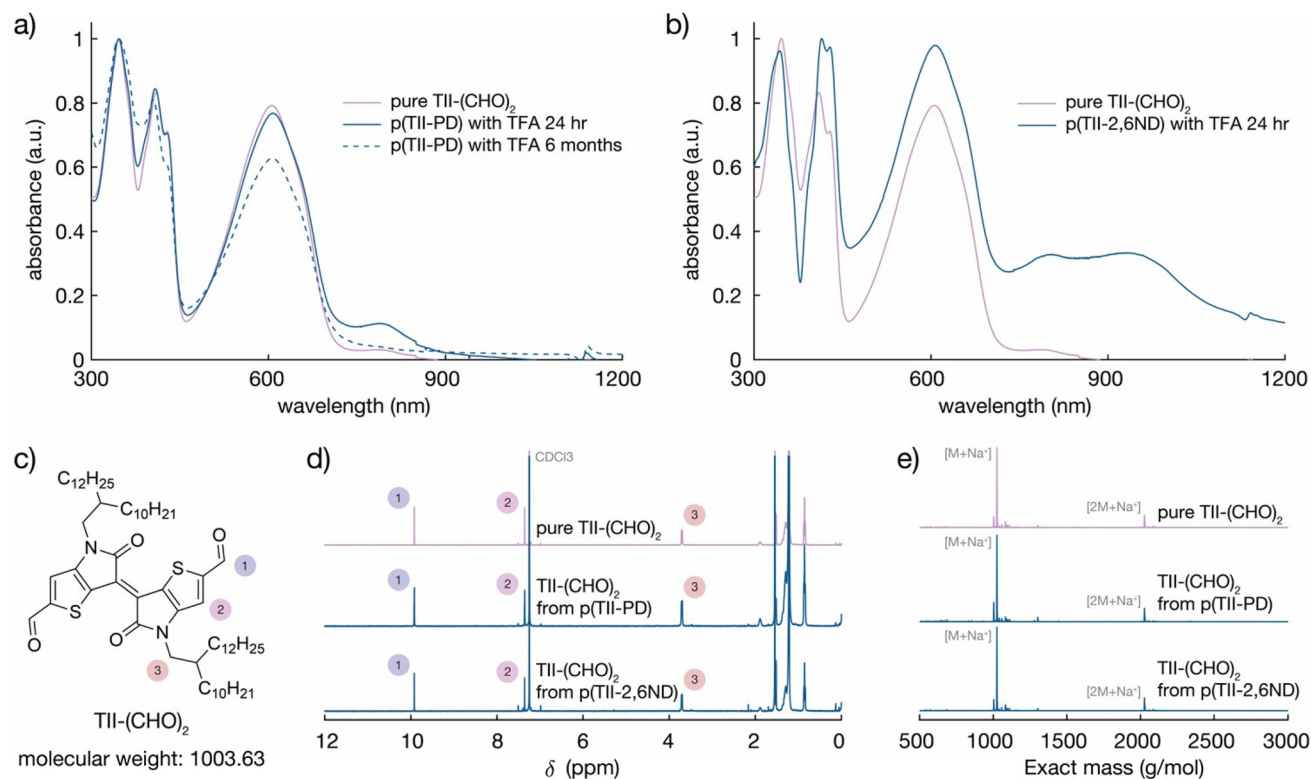 a)
absorbance (a.u.)
1
0.8
0.6
0.4
0.2
0
300
600
900
1200
wavelength (nm)
pure TII-(CHO)2
p(TII-PD) with TFA 24 hr
p(TII-PD) with TFA 6 months
b)
absorbance (a.u.)
1
0.8
0.6
0.4
0.2
0
300
600
900
1200
wavelength (nm)
pure TII-(CHO)2
p(TII-2,6ND) with TFA 24 hr
c)
C12H25
C10H21
N
O
S
O
1
2
O
S
O
N
C12H25
3
C10H21
TII-(CHO)2
molecular weight: 1003.63
d)
CDCl3
1
2
3
pure TII-(CHO)2
1
2
3
TII-(CHO)2
from p(TII-PD)
1
2
3
TII-(CHO)2
from p(TII-2,6ND)
12
10
8
6
4
2
0
δ (ppm)
e)
[M+Na+]
[2M+Na+]
pure TII-(CHO)2
[M+Na+]
[2M+Na+]
TII-(CHO)2
from p(TII-PD)
[M+Na+]
[2M+Na+]
TII-(CHO)2
from p(TII-2,6ND)
500
1000
1500
2000
2500
3000
Exact mass (g/mol)